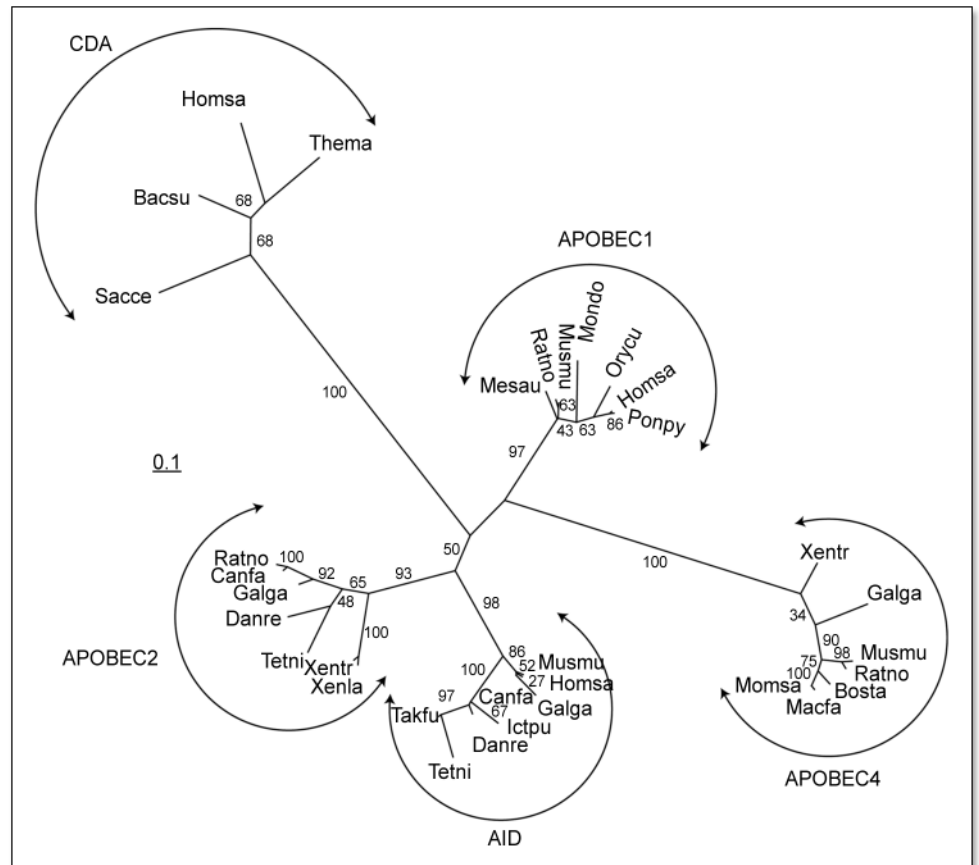 CDA
Homsa
Thema
Bacsu
68
68
Sacce
100
0.1
APOBEC1
Mesau
Ratno
Musmu
Mondo
Orycu
Homsa
Ponpy
63
43
63
86
97
50
100
APOBEC2
Ratno
100
Canfa
92
Galga
65
93
48
Danre
Tetni
100
Xentr
Xenla
98
86
52
Musmu
Homsa
27
100
Canfa
Galga
97
67
Takfu
Ictpu
Danre
Tetni
AID
Xentr
34
Galga
90
98
Musmu
75
Ratno
100
Bosta
Momsa
Macfa
APOBEC4